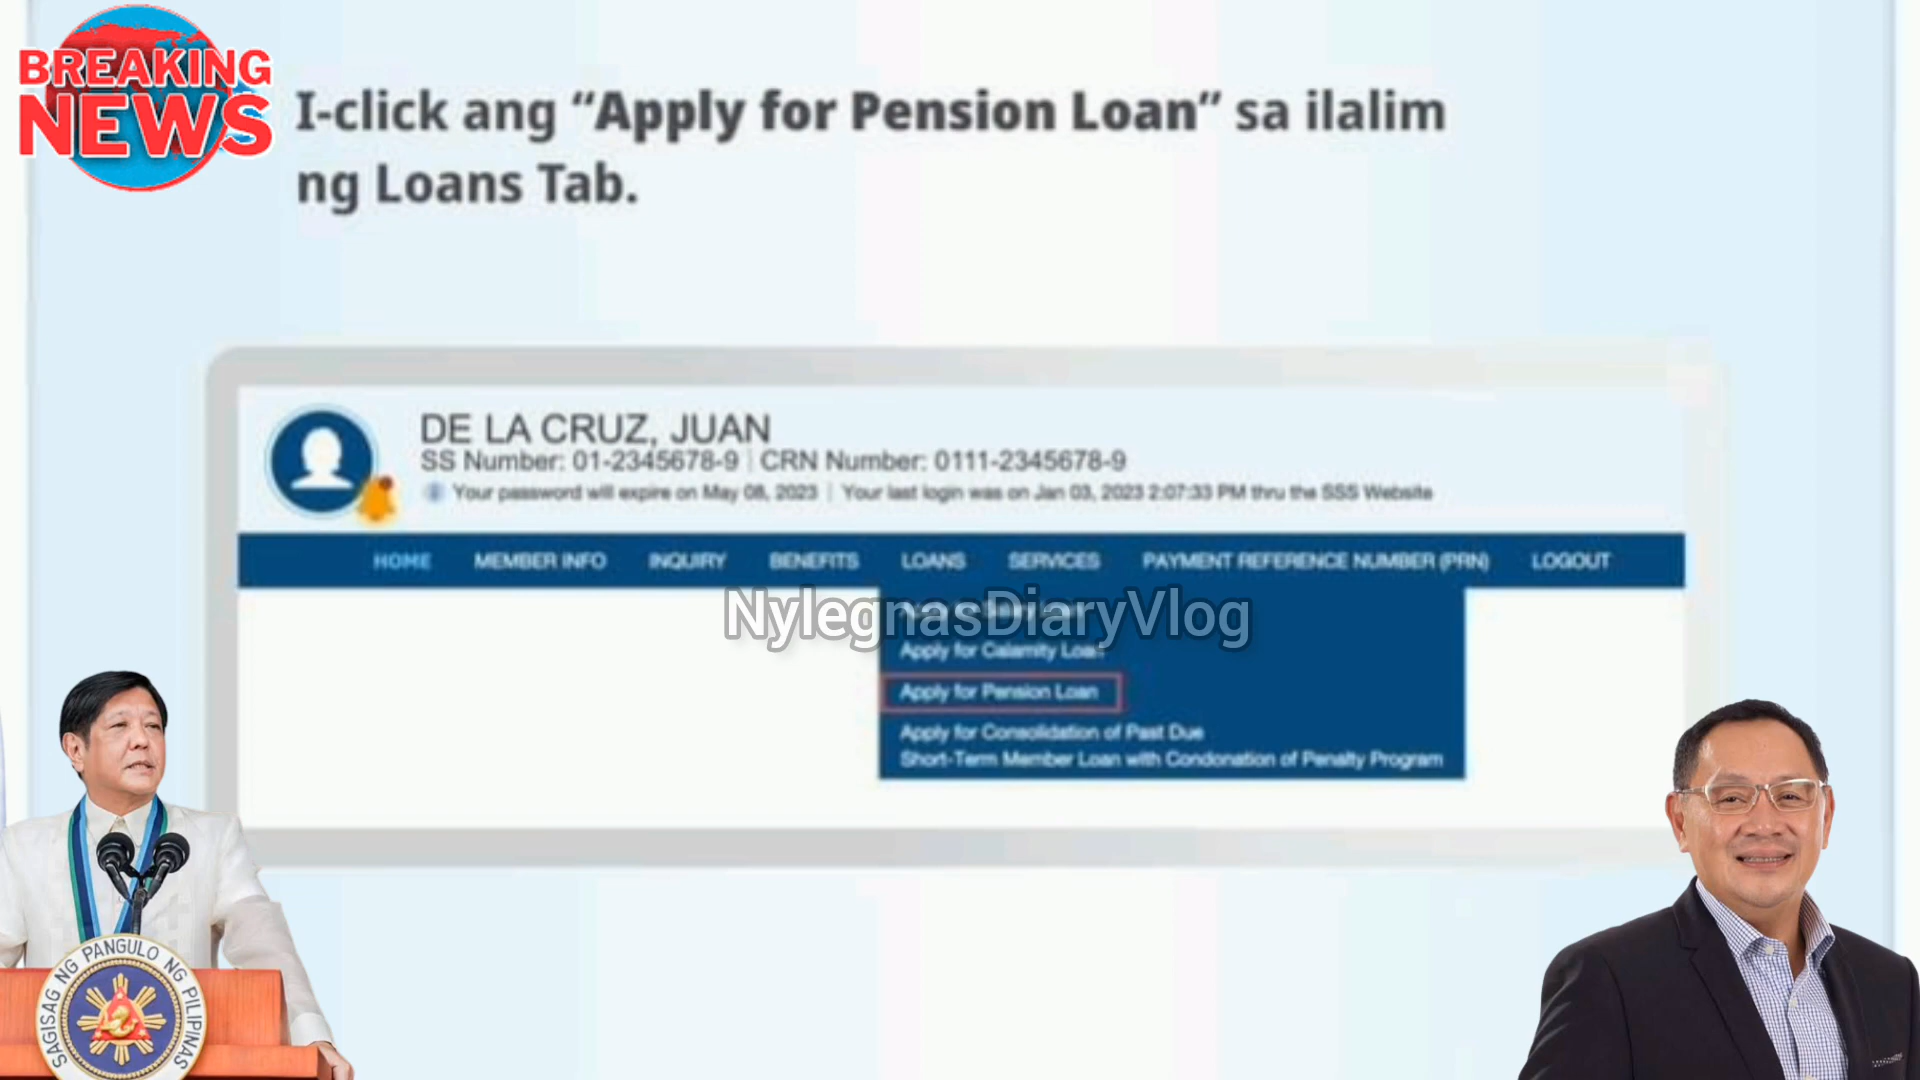 BREAKING
NEWS
I-click ang “Apply for Pension Loan” sa ilalim
ng Loans Tab.
DE LA CRUZ, JUAN
SS Number: 01-2345678-9 | CRN Number: 0111-2345678-9
Your password will expire on May 08, 2023 | Your last login was on Jan 03, 2023 2:07:33 PM thru the SSS Website
HOME MEMBER INFO INQUIRY BENEFITS LOANS SERVICES PAYMENT REFERENCE NUMBER (PRN) LOGOUT
NylegnasDiaryVlog
Apply for Calamity Loan
Apply for Pension Loan
Apply for Consolidation of Past Due
Short-Term Member Loan with Condonation of Penalty Program
SAGISAG NG PANGULO NG PILIPINAS